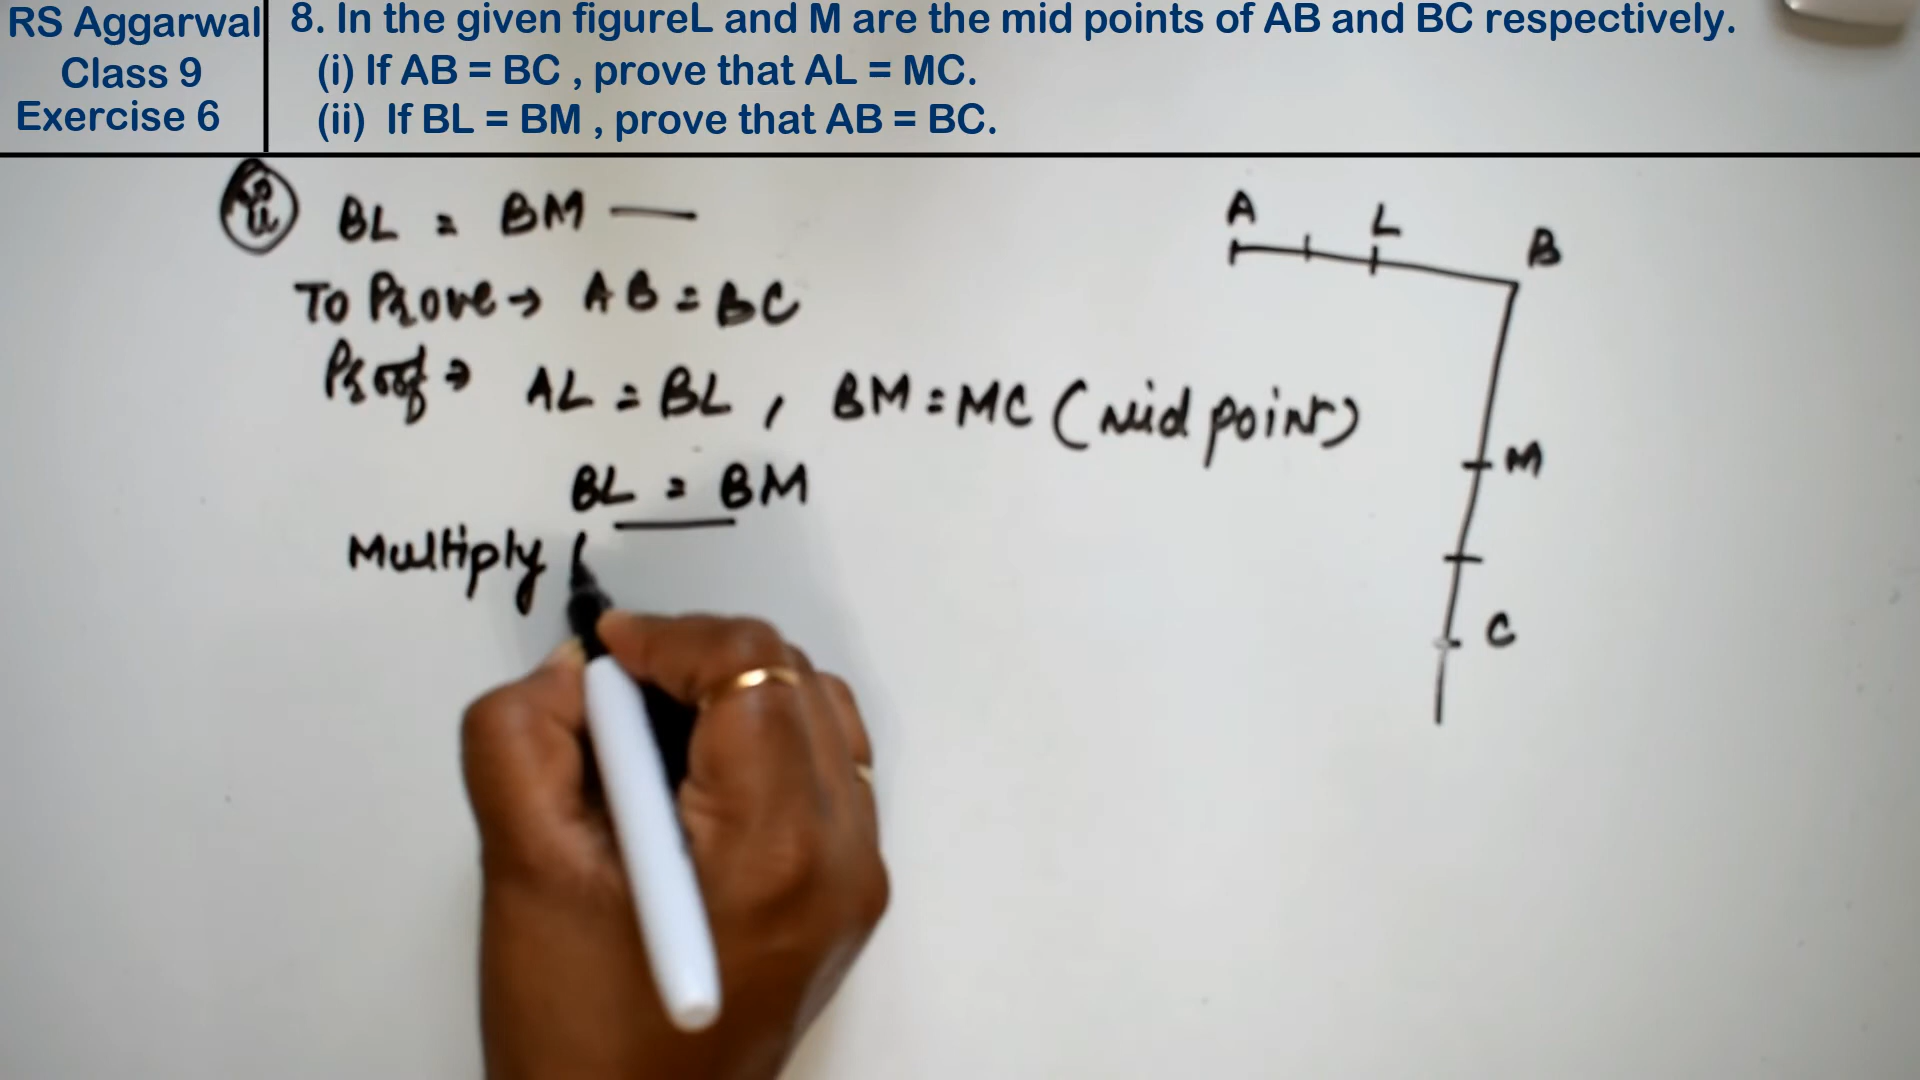 RS Aggarwal
Class 9
Exercise 6
8. In the given figureL and M are the mid points of AB and BC respectively.
(i) If AB = BC , prove that AL = MC.
(ii) If BL = BM , prove that AB = BC.
ii BL = BM —
To Prove → AB = BC
Proof → AL = BL , BM = MC (Mid point)
BL = BM
Multiply
A
L
B
M
C